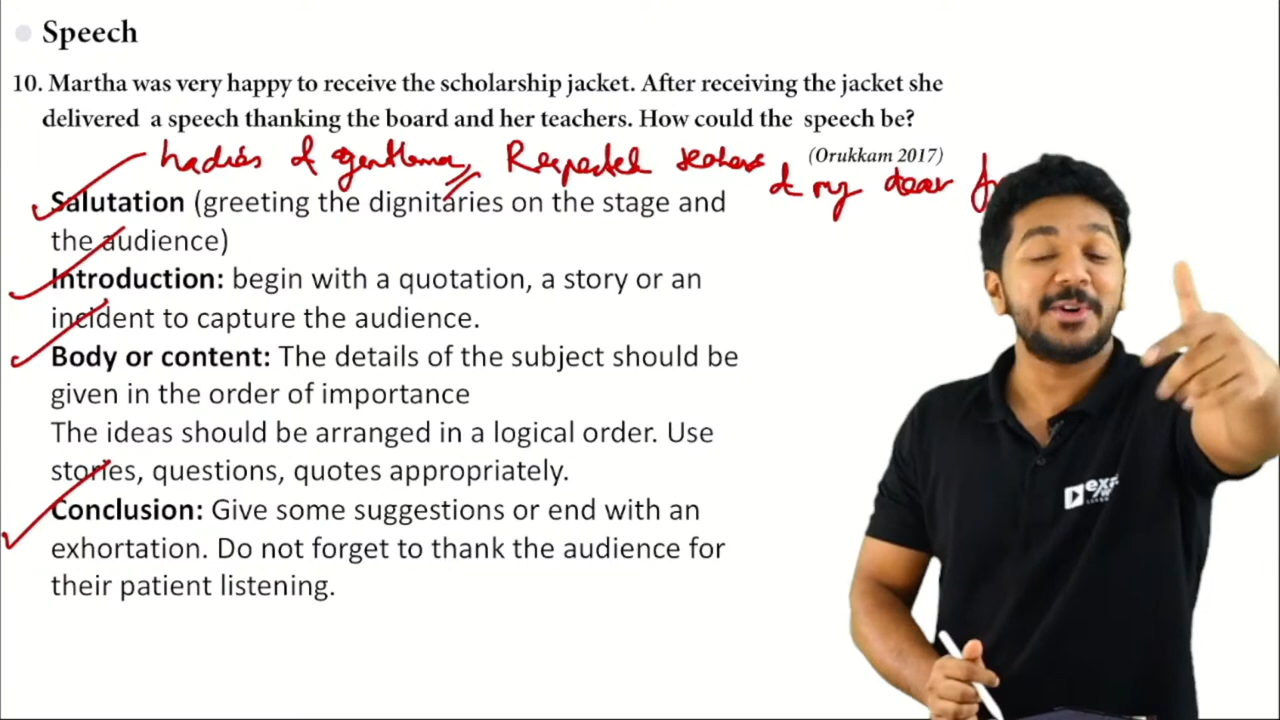 Speech
10. Martha was very happy to receive the scholarship jacket. After receiving the jacket she
delivered a speech thanking the board and her teachers. How could the speech be?
(Orukkam 2017)
Ladies & gentleman, Respected teachers
& my dear
Salutation (greeting the dignitaries on the stage and
the audience)
Introduction: begin with a quotation, a story or an
incident to capture the audience.
Body or content: The details of the subject should be
given in the order of importance
The ideas should be arranged in a logical order. Use
stories, questions, quotes appropriately.
Conclusion: Give some suggestions or end with an
exhortation. Do not forget to thank the audience for
their patient listening.